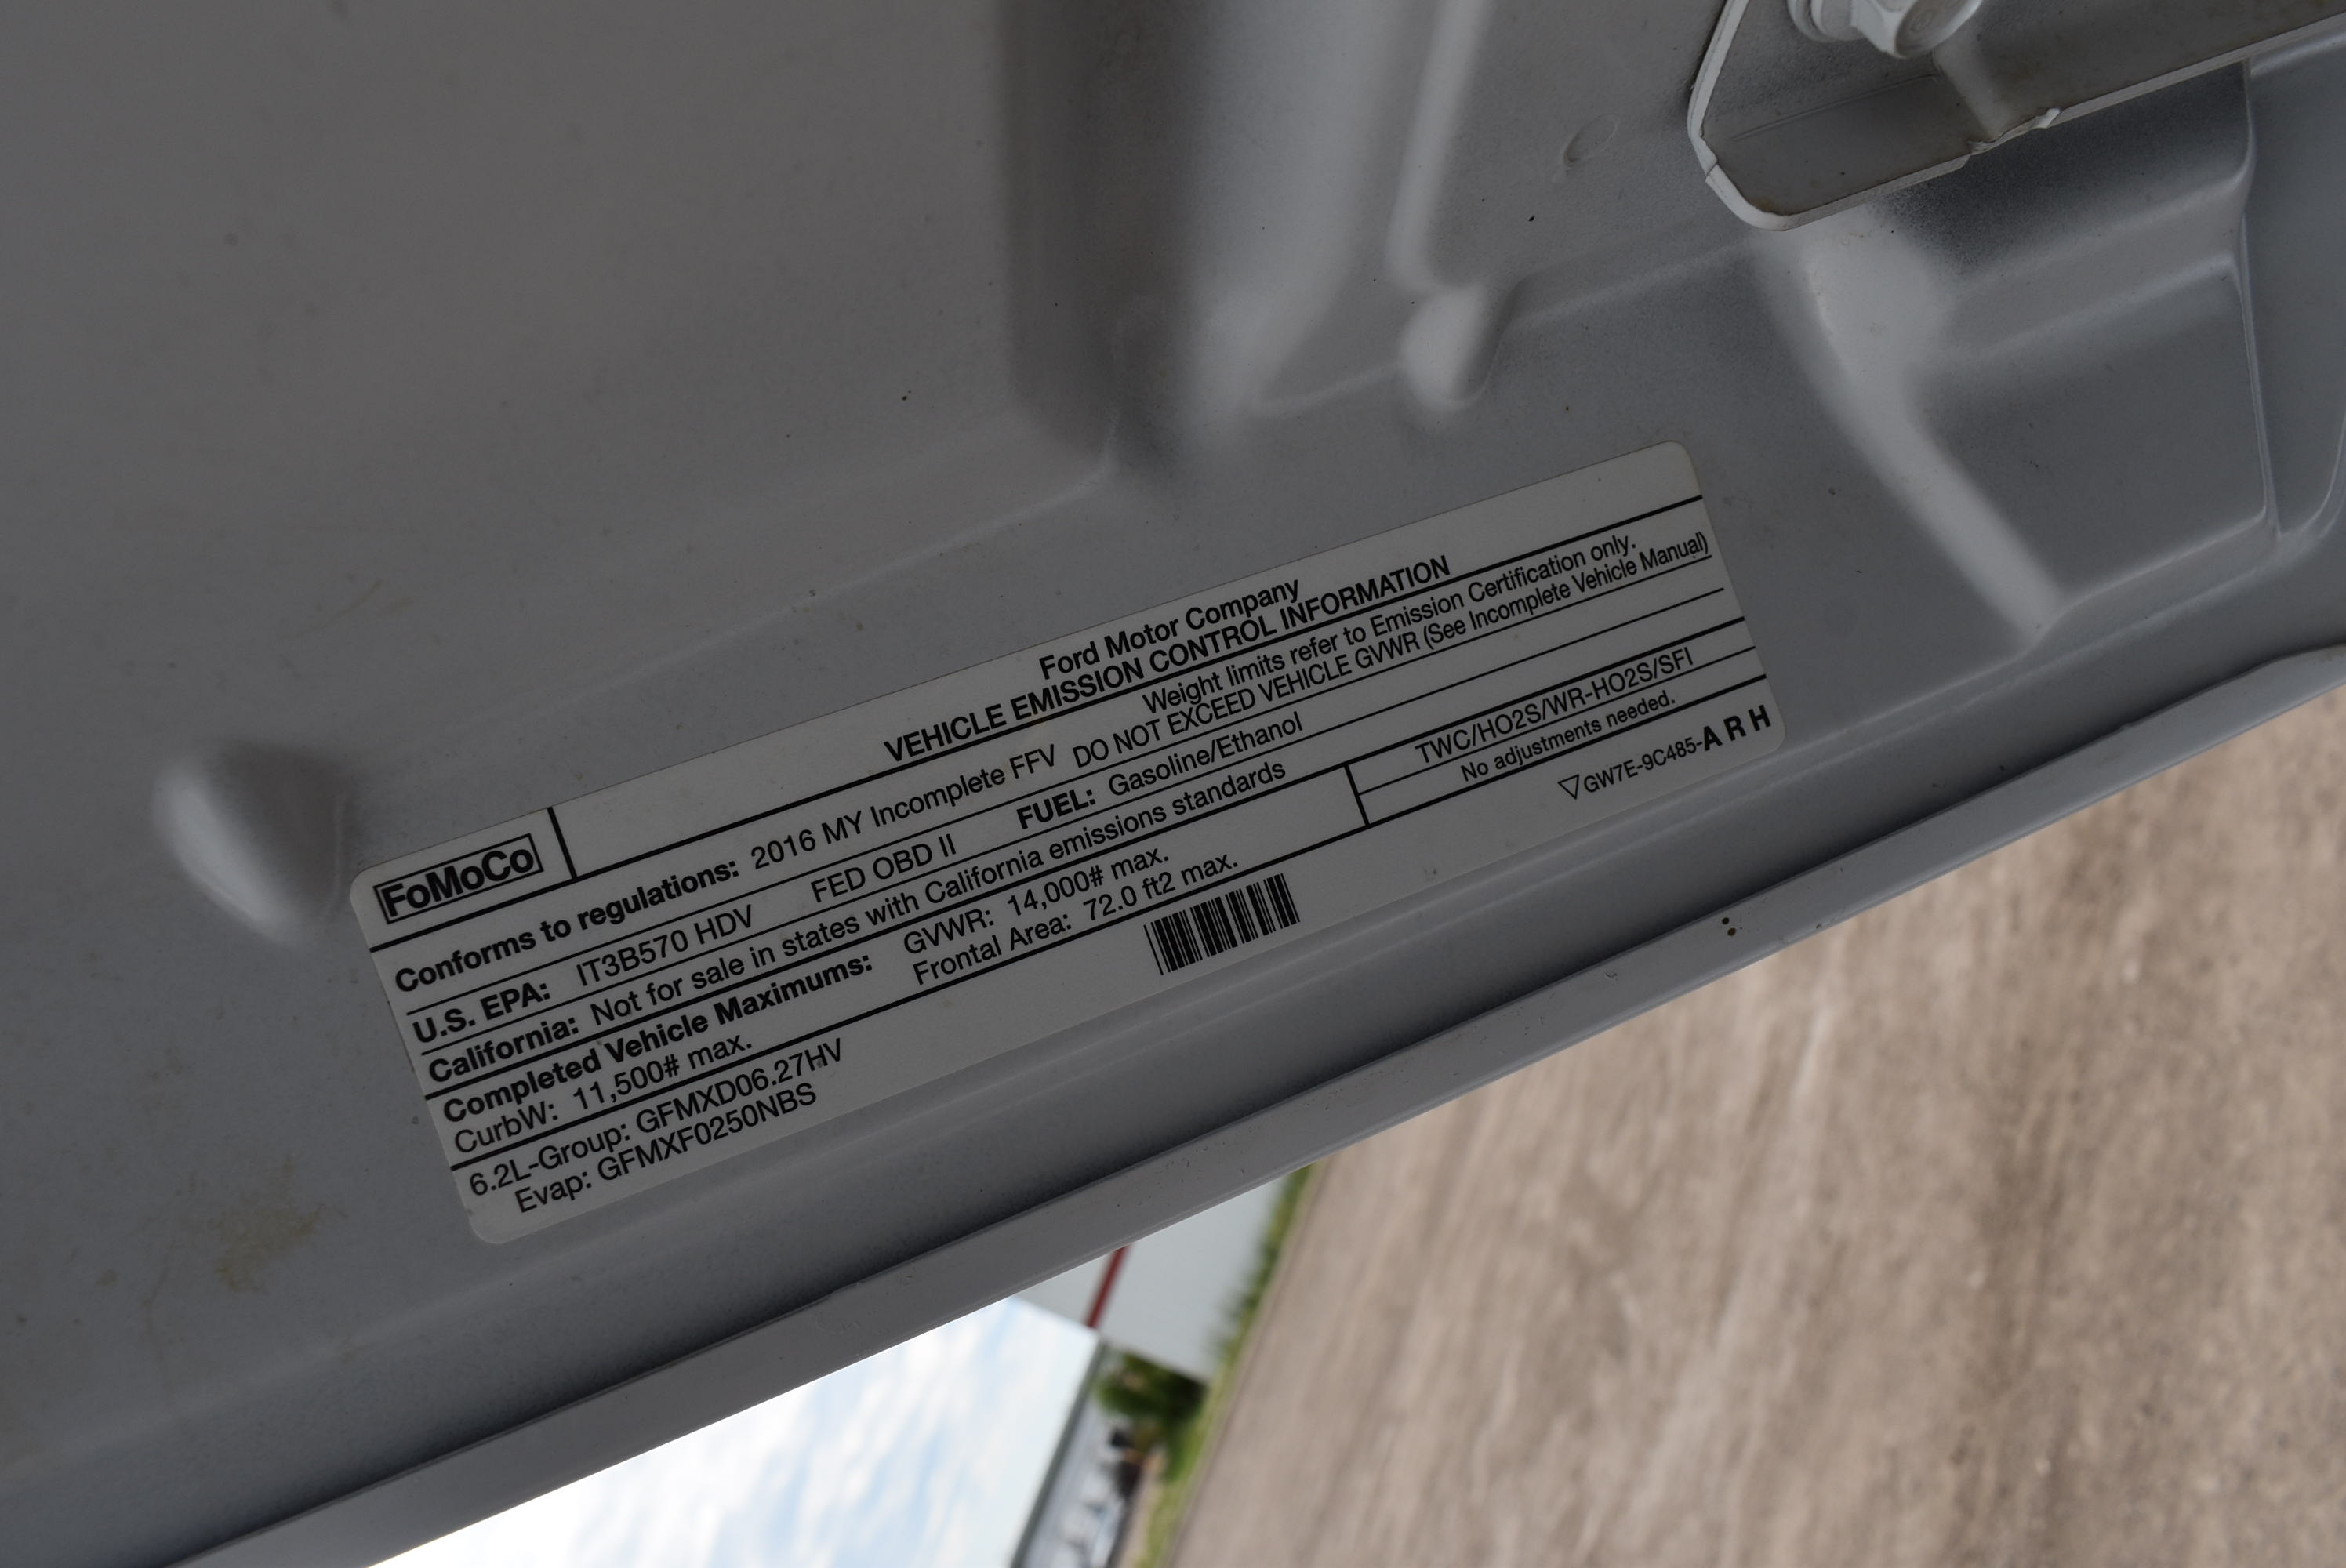 FoMoCo
Ford Motor Company
VEHICLE EMISSION CONTROL INFORMATION
Conforms to regulations: 2016 MY Incomplete FFV
Weight limits refer to Emission Certification only.
DO NOT EXCEED VEHICLE GVWR (See Incomplete Vehicle Manual)
U.S. EPA: IT3B570 HDV FED OBD II FUEL: Gasoline/Ethanol
California: Not for sale in states with California emissions standards
Completed Vehicle Maximums: GVWR: 14,000# max.
CurbW: 11,500# max. Frontal Area: 72.0 ft2 max.
TWC/HO2S/WR-HO2S/SFI
No adjustments needed.
6.2L-Group: GFMXD06.27HV
Evap: GFMXF0250NBS
▽GW7E-9C485-A R H